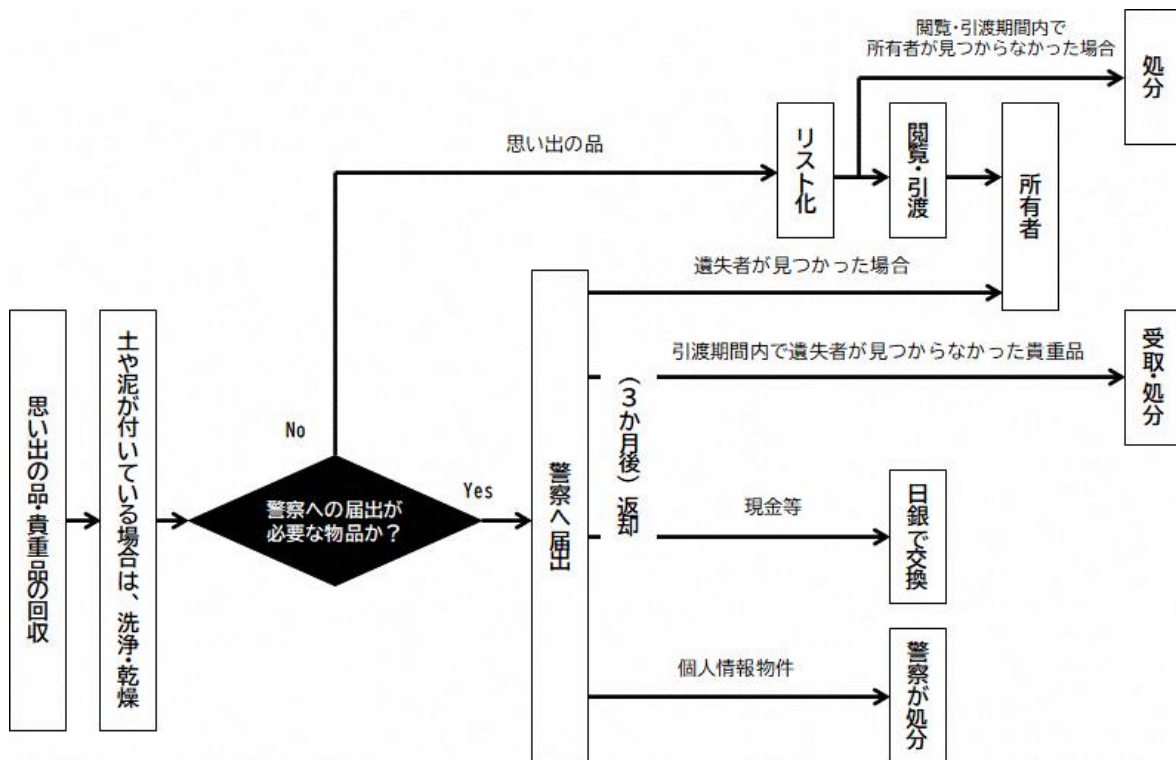 思い出の品・貴重品の回収
土や泥が付いている場合は、洗浄・乾燥
警察への届出が
必要な物品か？
No
Yes
思い出の品
リスト化
閲覧・引渡期間内で
所有者が見つからなかった場合
処分
閲覧・引渡
所有者
警察へ届出
遺失者が見つかった場合
引渡期間内で遺失者が見つからなかった貴重品
受取・処分
（３か月後）返却
現金等
日銀で交換
個人情報物件
警察が処分